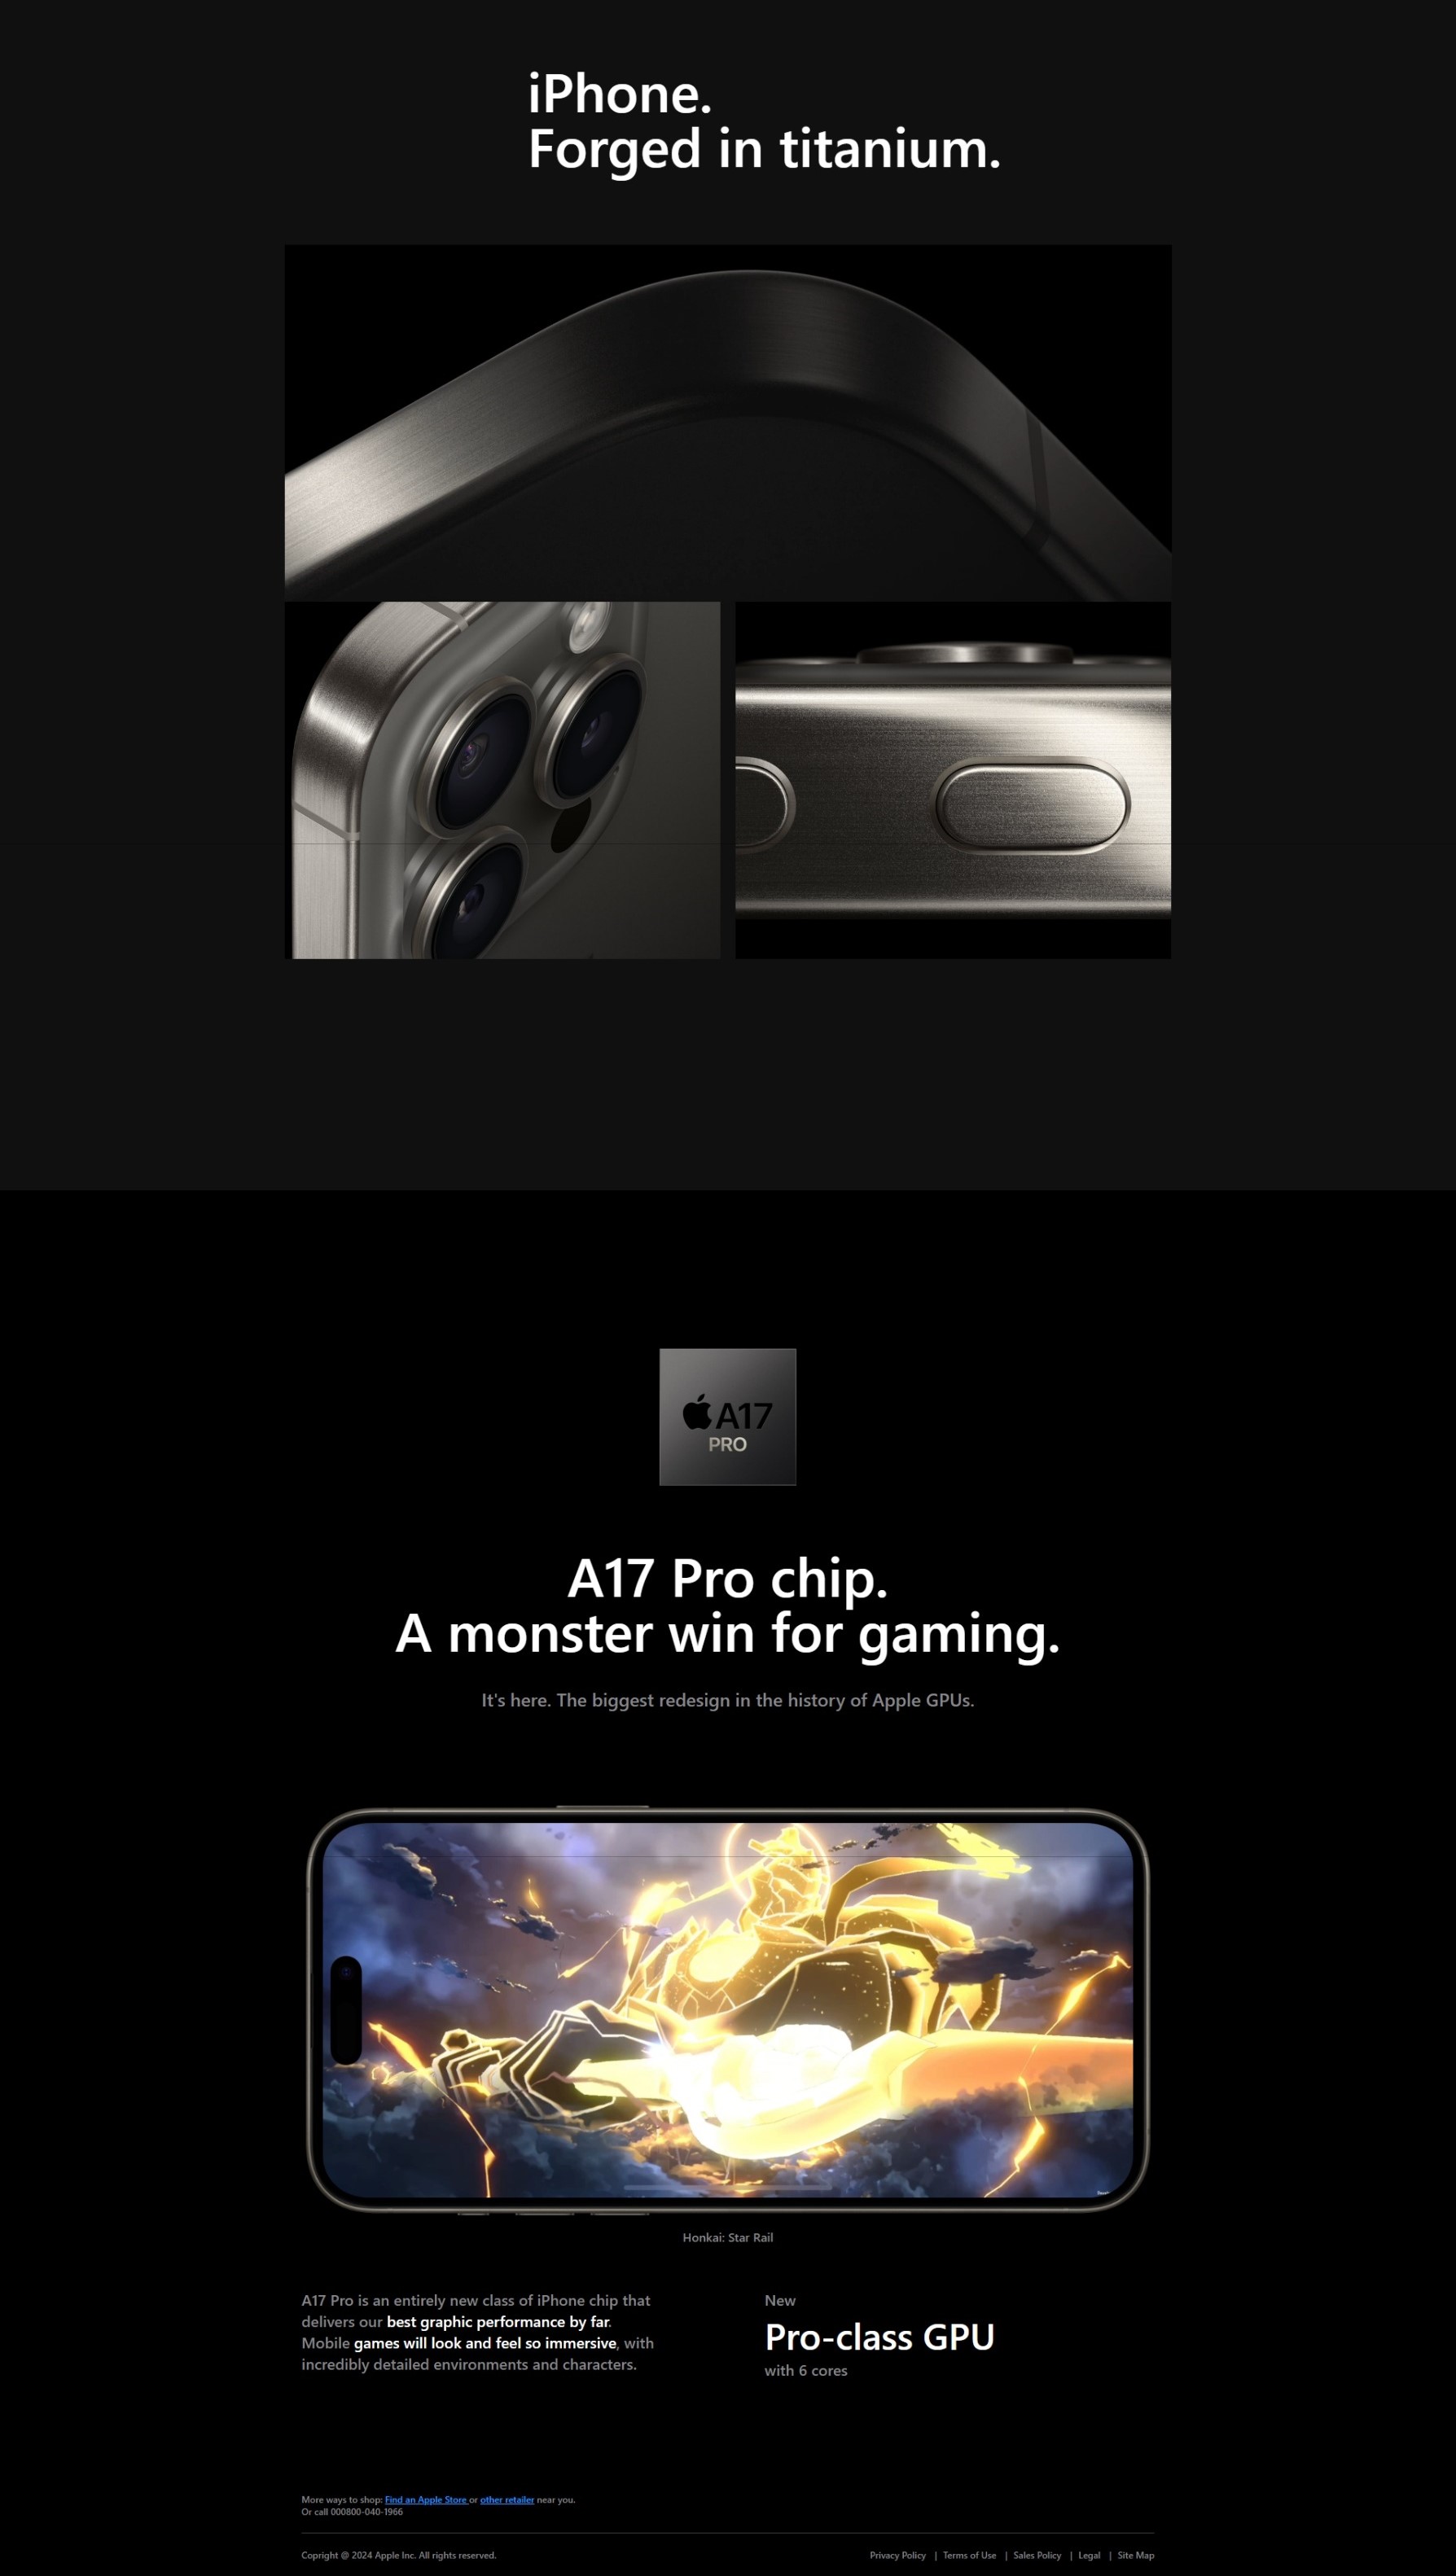 iPhone.
Forged in titanium.
A17
PRO
A17 Pro chip.
A monster win for gaming.
It's here. The biggest redesign in the history of Apple GPUs.
Honkai: Star Rail
A17 Pro is an entirely new class of iPhone chip that
delivers our best graphic performance by far.
Mobile games will look and feel so immersive, with
incredibly detailed environments and characters.
New
Pro-class GPU
with 6 cores
More ways to shop: Find an Apple Store or other retailer near you.
Or call 000800-040-1966
Copright @ 2024 Apple Inc. All rights reserved.
Privacy Policy | Terms of Use | Sales Policy | Legal | Site Map